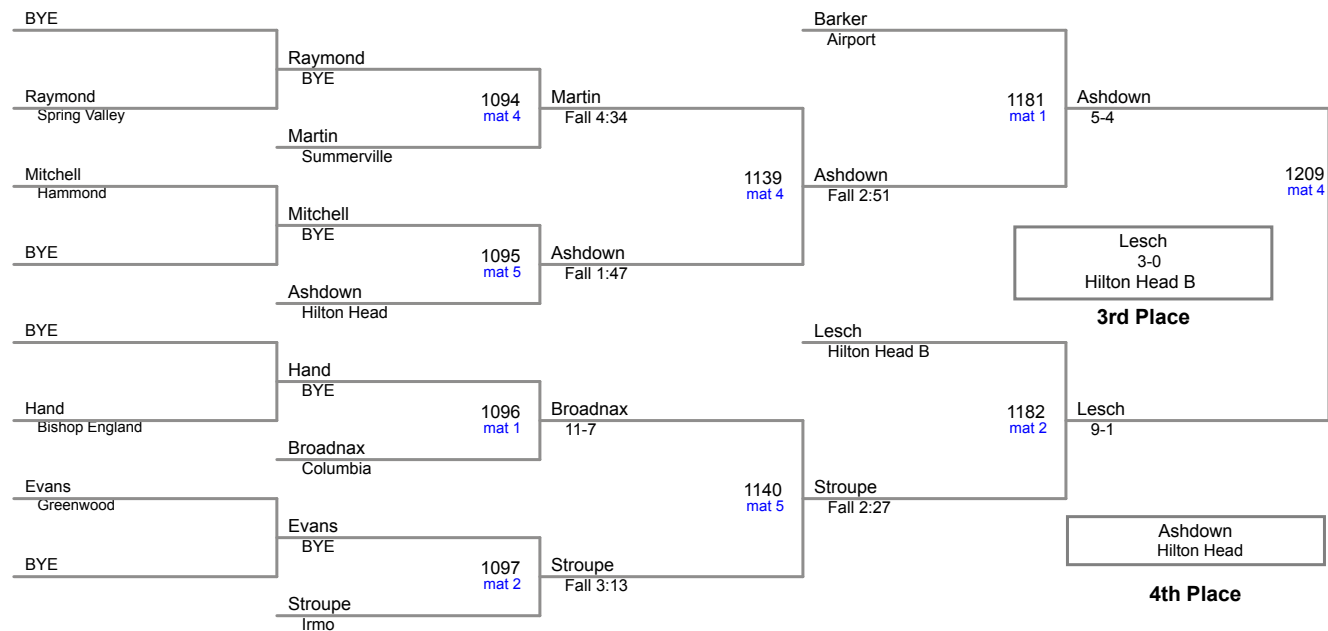 BYE
Raymond
Spring Valley
Mitchell
Hammond
BYE
BYE
Hand
Bishop England
Evans
Greenwood
BYE
Raymond
BYE
Martin
Summerville
Mitchell
BYE
Ashdown
Hilton Head
Hand
BYE
Broadnax
Columbia
Evans
BYE
Stroupe
Irmo
1094
mat 4
1095
mat 5
1096
mat 1
1097
mat 2
Martin
Fall 4:34
Ashdown
Fall 1:47
Broadnax
11-7
Stroupe
Fall 3:13
1139
mat 4
1140
mat 5
Barker
Airport
Ashdown
Fall 2:51
Lesch
Hilton Head B
Stroupe
Fall 2:27
1181
mat 1
1182
mat 2
Ashdown
5-4
Lesch
9-1
1209
mat 4
Lesch
3-0
Hilton Head B
3rd Place
Ashdown
Hilton Head
4th Place